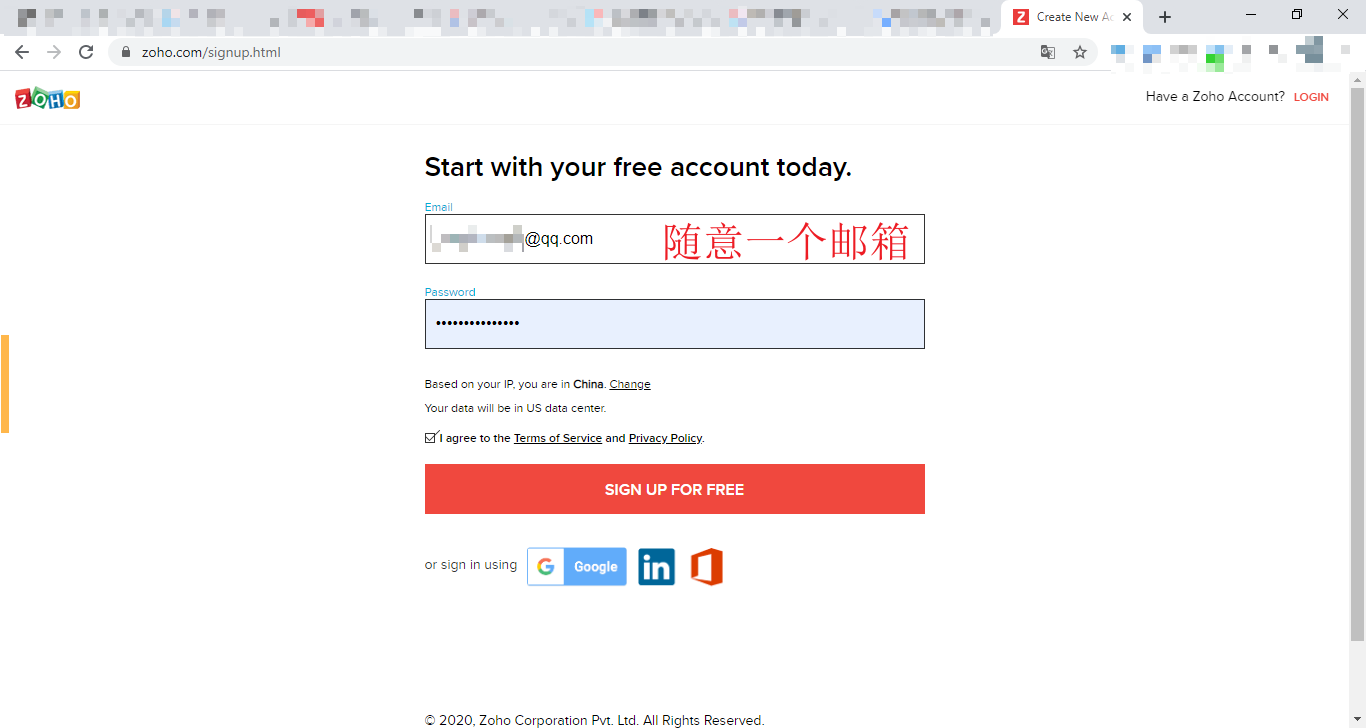 Create New Ac
zoho.com/signup.html
ZOHO
Have a Zoho Account? LOGIN
Start with your free account today.
Email
@qq.com 随意一个邮箱
Password
Based on your IP, you are in China. Change
Your data will be in US data center.
I agree to the Terms of Service and Privacy Policy.
SIGN UP FOR FREE
or sign in using G Google in
© 2020, Zoho Corporation Pvt. Ltd. All Rights Reserved.